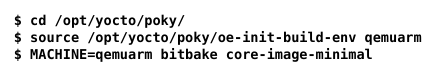 $ cd /opt/yocto/poky/
$ source /opt/yocto/poky/oe-init-build-env qemuarm
$ MACHINE=qemuarm bitbake core-image-minimal